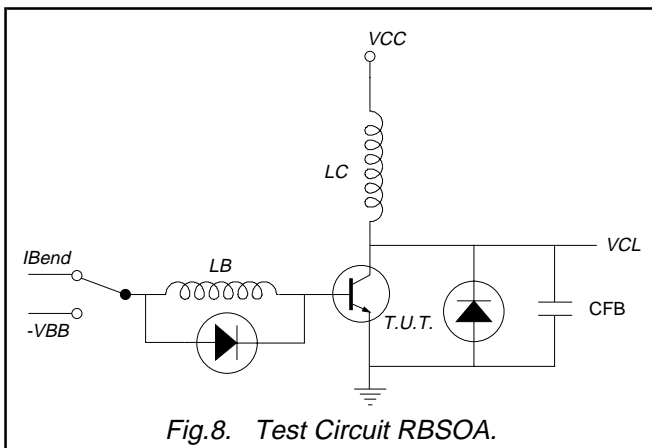 VCC
LC
IBend
LB
VCL
-VBB
T.U.T.
CFB
Fig.8. Test Circuit RBSOA.